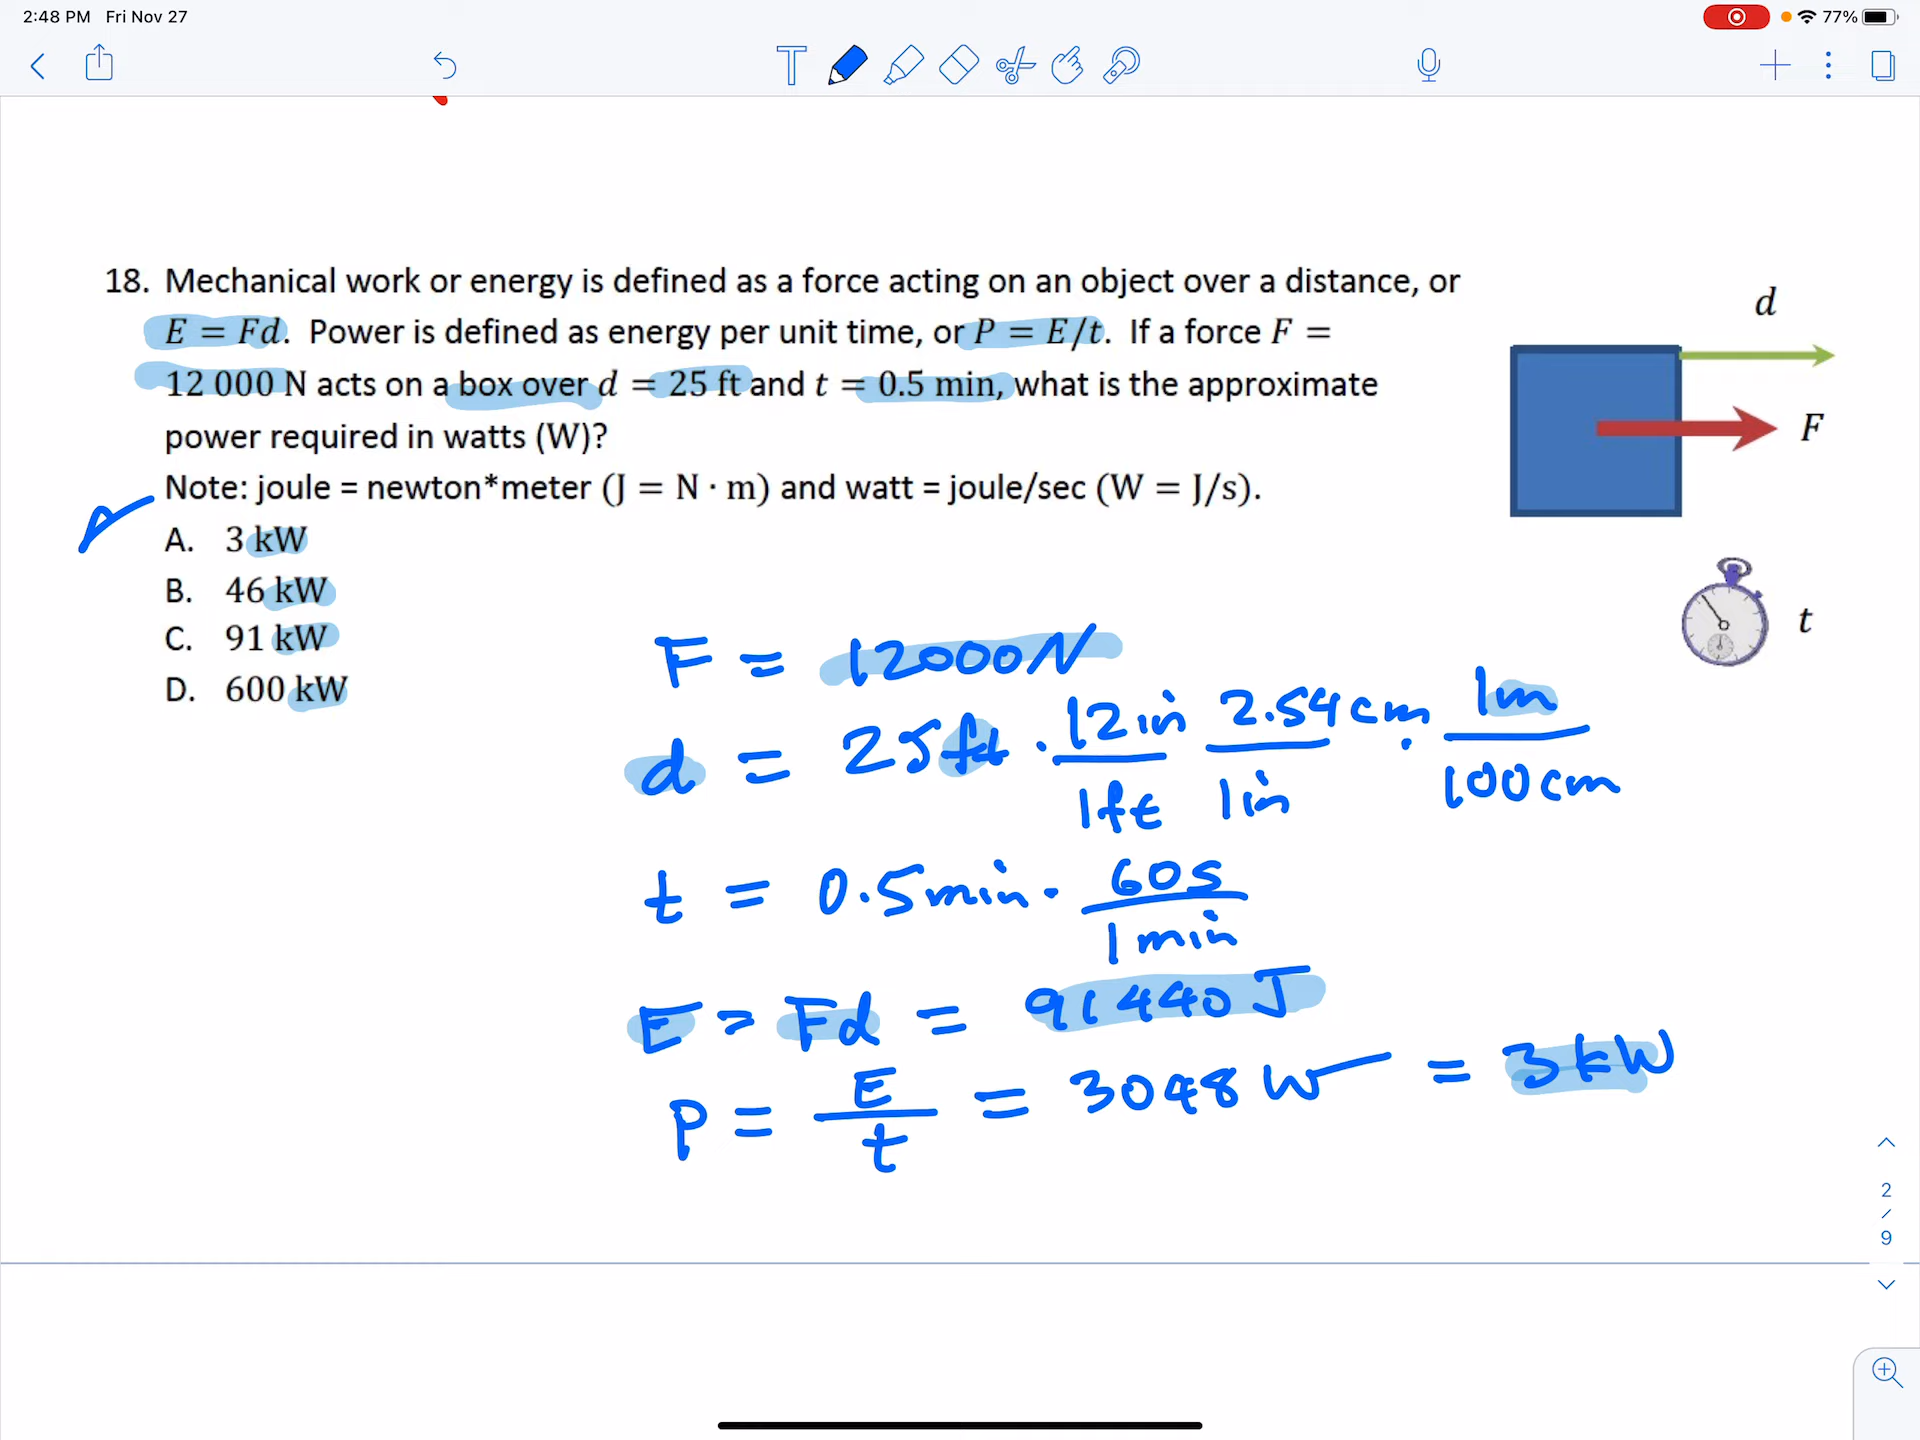 2:48 PM Fri Nov 27
77%
18. Mechanical work or energy is defined as a force acting on an object over a distance, or
E = Fd. Power is defined as energy per unit time, or P = E/t. If a force F =
12 000 N acts on a box over d = 25 ft and t = 0.5 min, what is the approximate
power required in watts (W)?
Note: joule = newton*meter (J = N · m) and watt = joule/sec (W = J/s).
A. 3 kW
B. 46 kW
C. 91 kW
D. 600 kW
d
F
t
F = 12000N
d = 25ft · 12in/1ft 2.54cm/1in · 1m/100cm
t = 0.5min · 60s/1min
E = Fd = 91440J
P = E/t = 3048W = 3kW
2
/
9